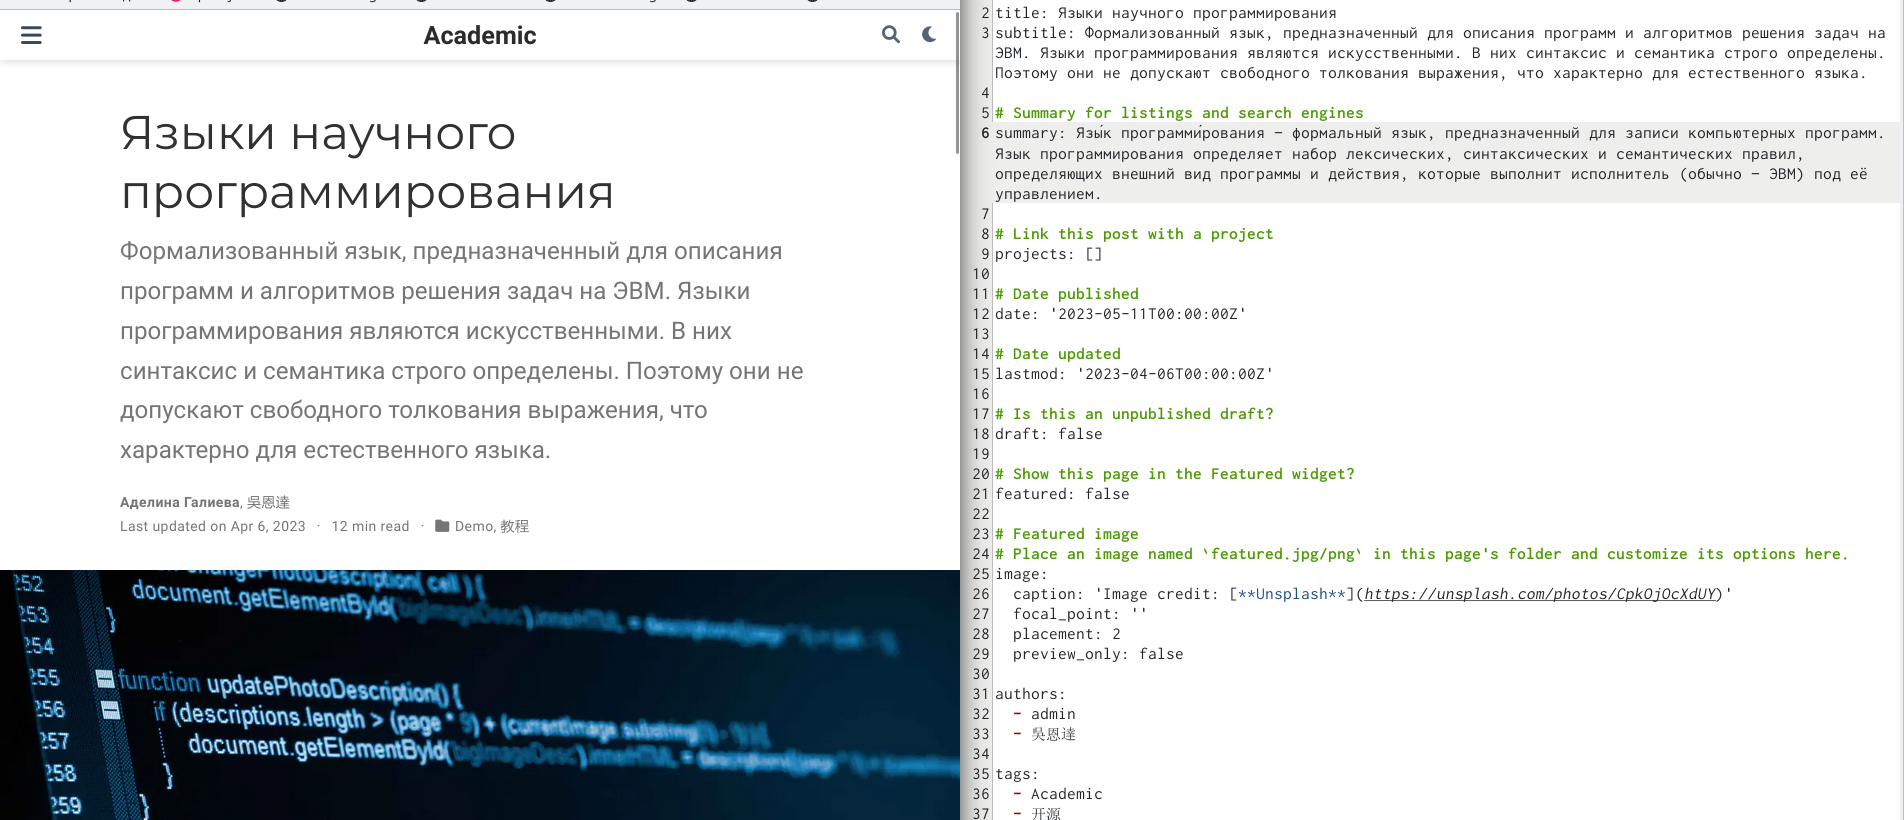 Academic
Языки научного
программирования
Формализованный язык, предназначенный для описания
программ и алгоритмов решения задач на ЭВМ. Языки
программирования являются искусственными. В них
синтаксис и семантика строго определены. Поэтому они не
допускают свободного толкования выражения, что
характерно для естественного языка.
Аделина Галиева, 吳恩達
Last updated on Apr 6, 2023 · 12 min read · Demo, 教程
252
document.getElementById(
253 }
254
255 function updatePhotoDescription() {
256 if (descriptions.length > (page * 9) + (currentImage substring
257 document.getElementById('bigImageDesc').innerHTML = descriptions[page
258 }
259 }
2 title: Языки научного программирования
3 subtitle: Формализованный язык, предназначенный для описания программ и алгоритмов решения задач на
ЭВМ. Языки программирования являются искусственными. В них синтаксис и семантика строго определены.
Поэтому они не допускают свободного толкования выражения, что характерно для естественного языка.
4
5 # Summary for listings and search engines
6 summary: Язы́к программи́рования — формальный язык, предназначенный для записи компьютерных программ.
Язык программирования определяет набор лексических, синтаксических и семантических правил,
определяющих внешний вид программы и действия, которые выполнит исполнитель (обычно — ЭВМ) под её
управлением.
7
8 # Link this post with a project
9 projects: []
10
11 # Date published
12 date: '2023-05-11T00:00:00Z'
13
14 # Date updated
15 lastmod: '2023-04-06T00:00:00Z'
16
17 # Is this an unpublished draft?
18 draft: false
19
20 # Show this page in the Featured widget?
21 featured: false
22
23 # Featured image
24 # Place an image named `featured.jpg/png` in this page's folder and customize its options here.
25 image:
26 caption: 'Image credit: [**Unsplash**](https://unsplash.com/photos/CpkOjOcXdUY)'
27 focal_point: ''
28 placement: 2
29 preview_only: false
30
31 authors:
32 - admin
33 - 吳恩達
34
35 tags:
36 - Academic
37 - 开源